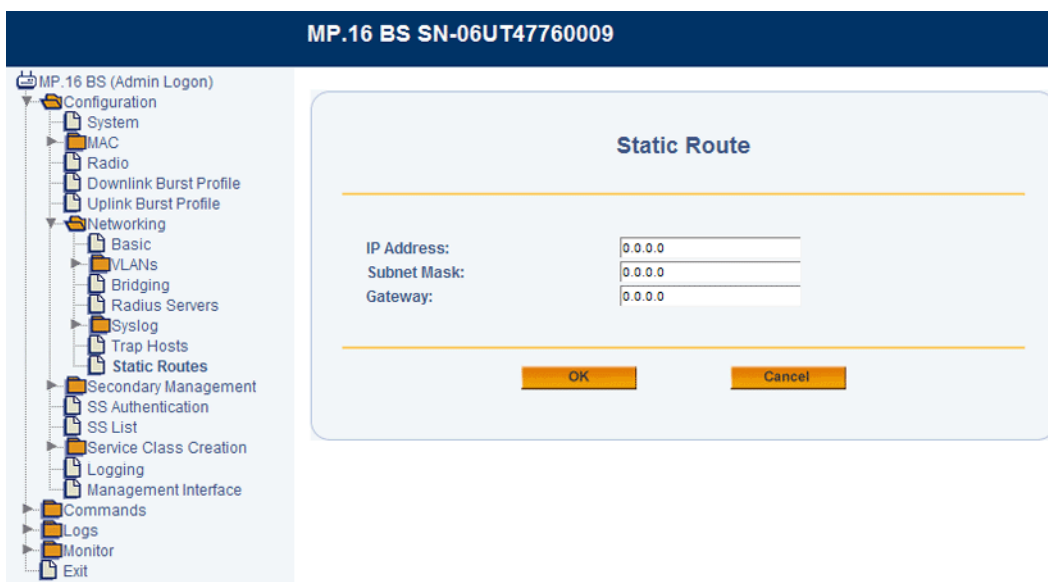 MP.16 BS SN-06UT47760009
MP.16 BS (Admin Logon)
Configuration
System
MAC
Radio
Downlink Burst Profile
Uplink Burst Profile
Networking
Basic
VLANs
Bridging
Radius Servers
Syslog
Trap Hosts
Static Routes
Secondary Management
SS Authentication
SS List
Service Class Creation
Logging
Management Interface
Commands
Logs
Monitor
Exit
Static Route
IP Address: 0.0.0.0
Subnet Mask: 0.0.0.0
Gateway: 0.0.0.0
OK Cancel